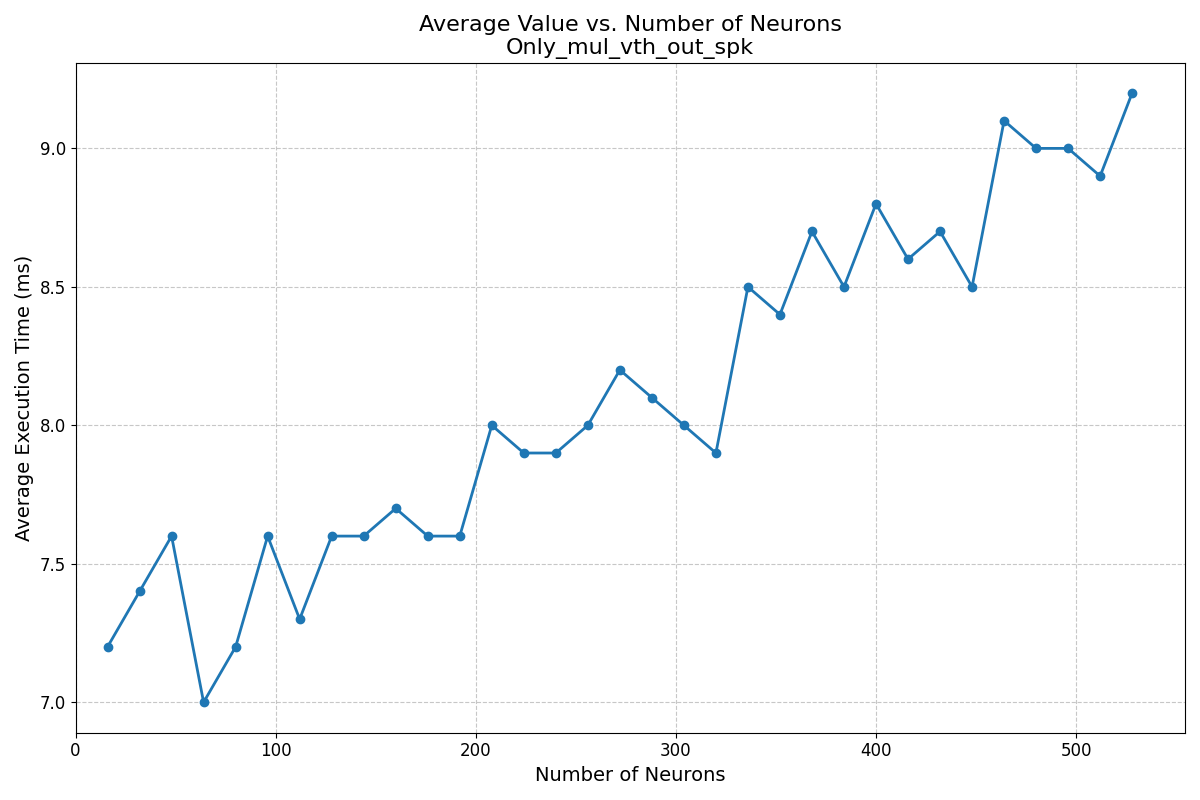 Average Value vs. Number of Neurons
Only_mul_vth_out_spk
Average Execution Time (ms)
9.0
8.5
8.0
7.5
7.0
0 100 200 300 400 500
Number of Neurons